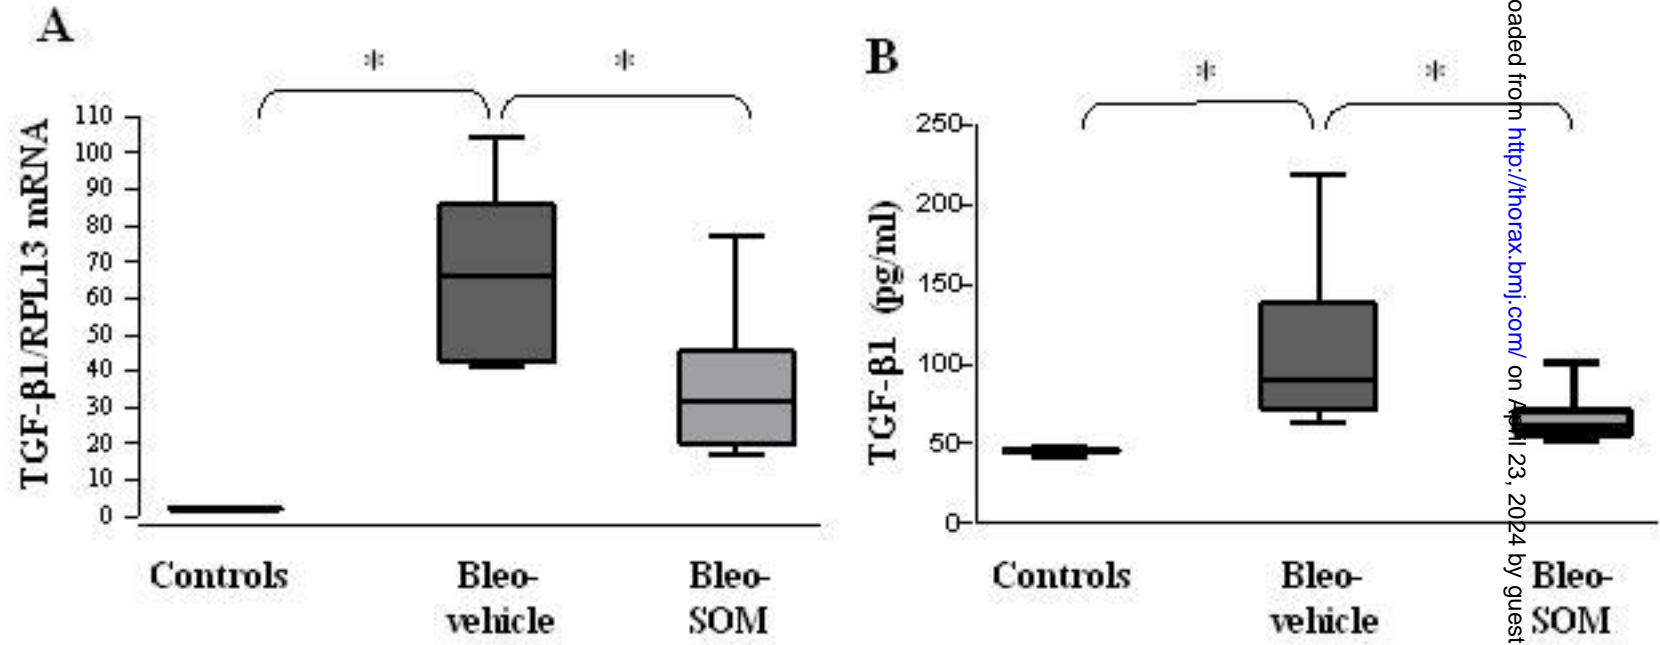 A
*
*
TGF-β1/RPL13 mRNA
110
100
90
80
70
60
50
40
30
20
10
0
Controls
Bleo-
vehicle
Bleo-
SOM
B
*
*
TGF-β1 (pg/ml)
250
200
150
100
50
0
Controls
Bleo-
vehicle
Bleo-
SOM
oaded from http://thorax.bmj.com/ on April 23, 2024 by guest